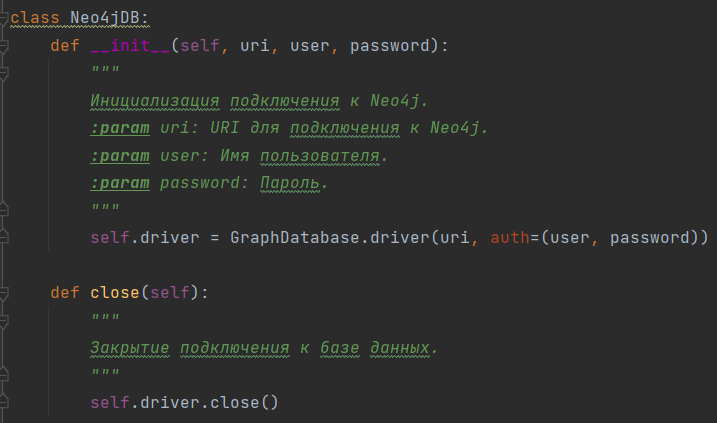 class Neo4jDB:
    def __init__(self, uri, user, password):
        """
        Инициализация подключения к Neo4j.
        :param uri: URI для подключения к Neo4j.
        :param user: Имя пользователя.
        :param password: Пароль.
        """
        self.driver = GraphDatabase.driver(uri, auth=(user, password))
    def close(self):
        """
        Закрытие подключения к базе данных.
        """
        self.driver.close()